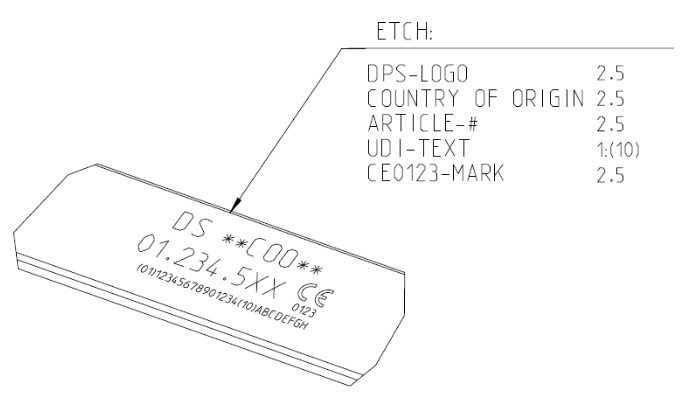 ETCH:
DPS-LOGO 2.5
COUNTRY OF ORIGIN 2.5
ARTICLE-# 2.5
UDI-TEXT 1:(10)
CE0123-MARK 2.5
DS **COO**
01.234.5XX CE
0123
(01)12345678901234(10)ABCDEFGH